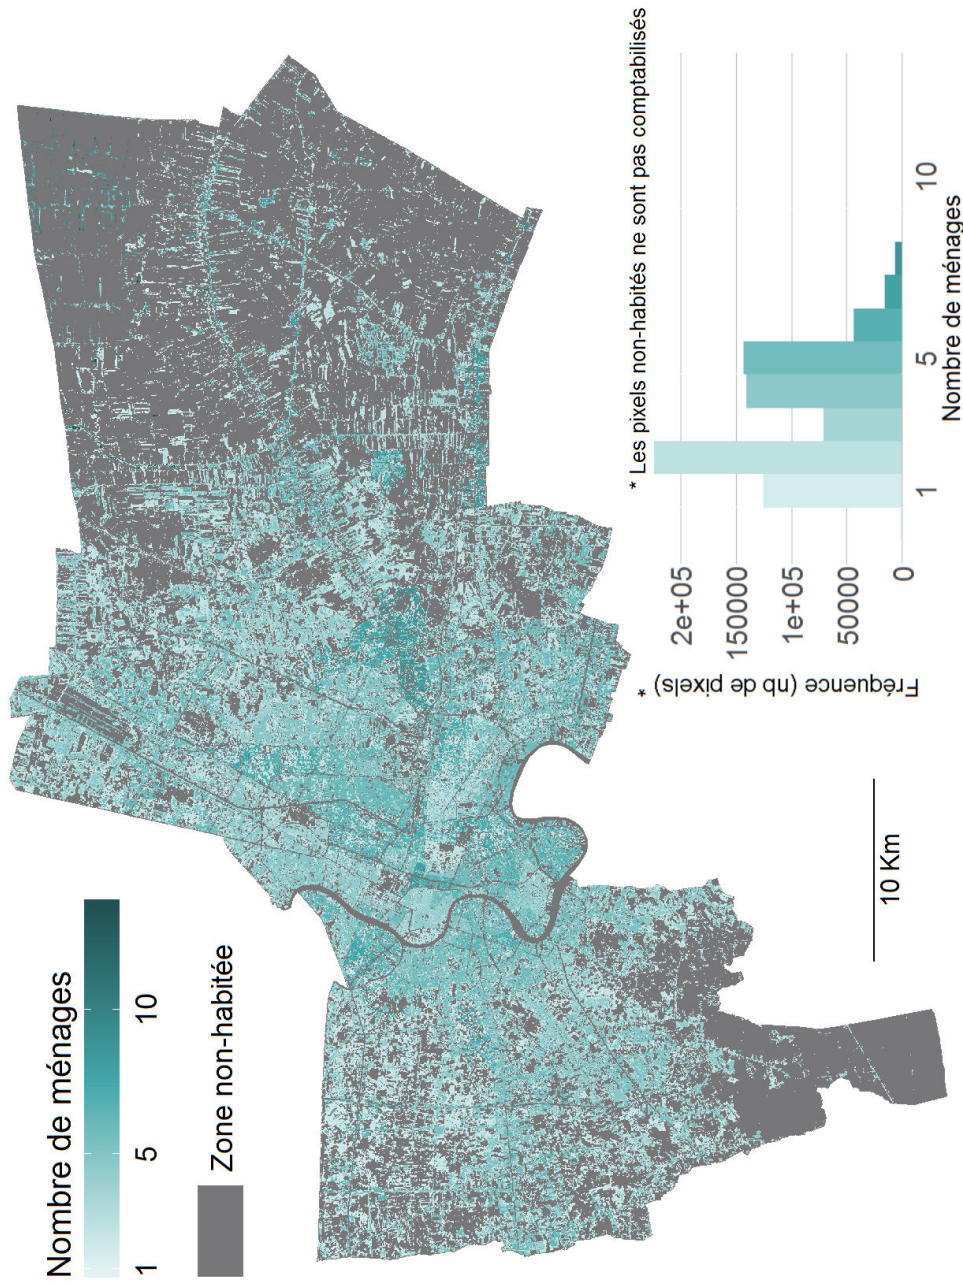 Nombre de ménages
1
5
10
Zone non-habitée
10 Km
* Les pixels non-habités ne sont pas comptabilisés
Fréquence (nb de pixels) *
2e+05
150000
1e+05
50000
0
1
5
10
Nombre de ménages